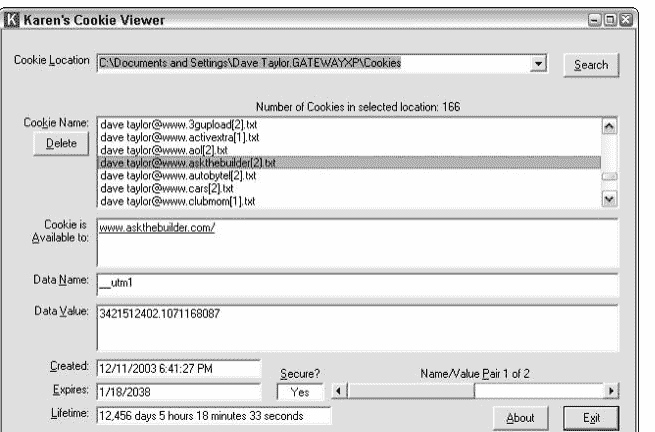 K Karen's Cookie Viewer
Cookie Location C:\Documents and Settings\Dave Taylor.GATEWAYXP\Cookies Search
Number of Cookies in selected location: 166
Cookie Name:
Delete
dave taylor@www.3gupload[2].txt
dave taylor@www.activextra[1].txt
dave taylor@www.aol[2].txt
dave taylor@www.askthebuilder[2].txt
dave taylor@www.autobytel[2].txt
dave taylor@www.cars[2].txt
dave taylor@www.clubmom[1].txt
Cookie is
Available to:
www.askthebuilder.com/
Data Name: __utm1
Data Value: 3421512402.1071168087
Created: 12/11/2003 6:41:27 PM Secure? Name/Value Pair 1 of 2
Expires: 1/18/2038 Yes
Lifetime: 12,456 days 5 hours 18 minutes 33 seconds About Exit